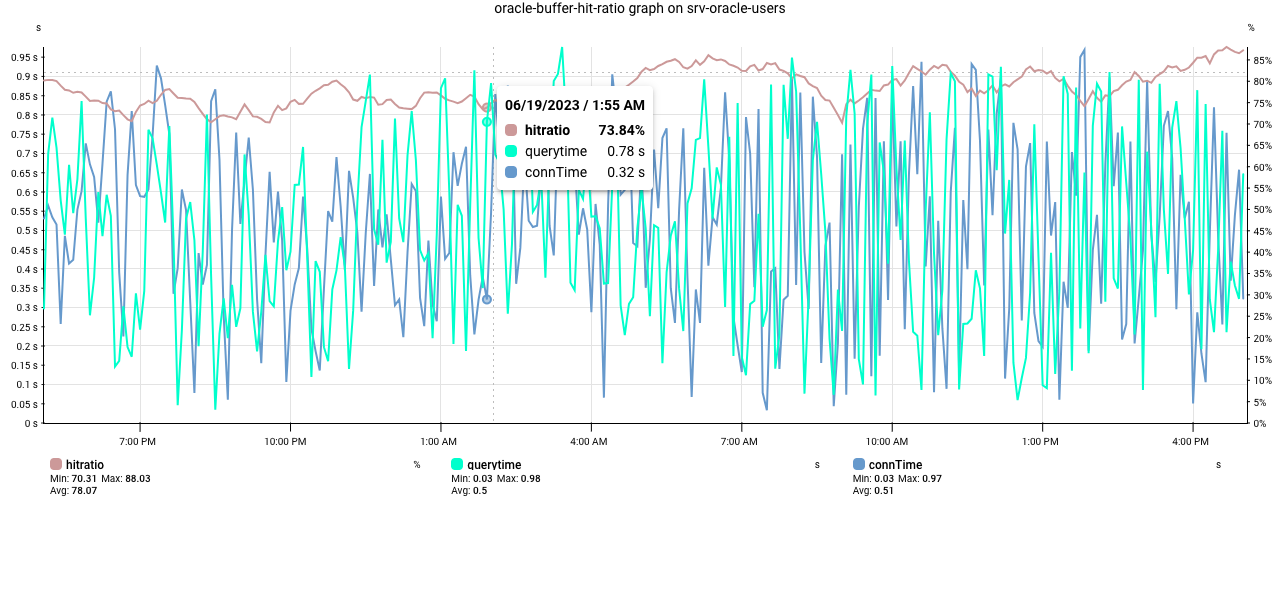 oracle-buffer-hit-ratio graph on srv-oracle-users
s
%
0.95 s
0.9 s
0.85 s
0.8 s
0.75 s
0.7 s
0.65 s
0.6 s
0.55 s
0.5 s
0.45 s
0.4 s
0.35 s
0.3 s
0.25 s
0.2 s
0.15 s
0.1 s
0.05 s
0 s
85%
80%
75%
70%
65%
60%
55%
50%
45%
40%
35%
30%
25%
20%
15%
10%
5%
0%
06/19/2023 / 1:55 AM
hitratio 73.84%
querytime 0.78 s
connTime 0.32 s
7:00 PM 10:00 PM 1:00 AM 4:00 AM 7:00 AM 10:00 AM 1:00 PM 4:00 PM
hitratio %
Min: 70.31 Max: 88.03
Avg: 78.07
querytime s
Min: 0.03 Max: 0.98
Avg: 0.5
connTime s
Min: 0.03 Max: 0.97
Avg: 0.51